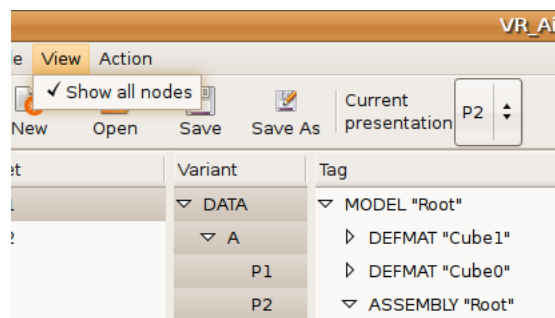 VR_Ai
e View Action
✓ Show all nodes
New Open Save Save As
Current
presentation P2
et Variant Tag
DATA MODEL "Root"
A DEFMAT "Cube1"
P1 DEFMAT "Cube0"
P2 ASSEMBLY "Root"